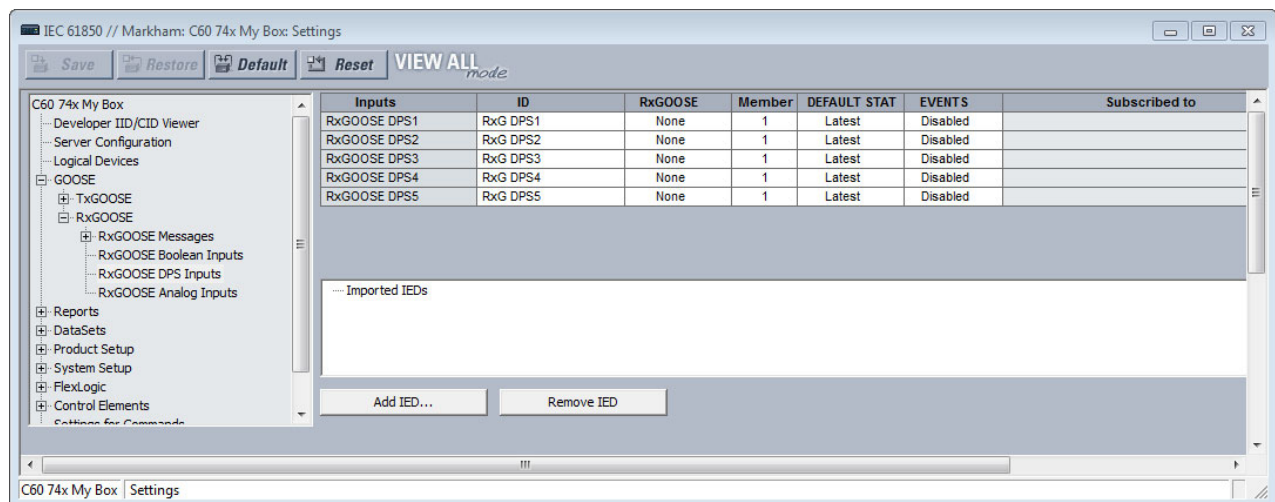 IEC 61850 // Markham: C60 74x My Box: Settings
Save Restore Default Reset VIEW ALL mode
C60 74x My Box
Developer IID/CID Viewer
Server Configuration
Logical Devices
GOOSE
TxGOOSE
RxGOOSE
RxGOOSE Messages
RxGOOSE Boolean Inputs
RxGOOSE DPS Inputs
RxGOOSE Analog Inputs
Reports
DataSets
Product Setup
System Setup
FlexLogic
Control Elements
Settings for Commands
Inputs ID RxGOOSE Member DEFAULT STAT EVENTS Subscribed to
RxGOOSE DPS1 RxG DPS1 None 1 Latest Disabled
RxGOOSE DPS2 RxG DPS2 None 1 Latest Disabled
RxGOOSE DPS3 RxG DPS3 None 1 Latest Disabled
RxGOOSE DPS4 RxG DPS4 None 1 Latest Disabled
RxGOOSE DPS5 RxG DPS5 None 1 Latest Disabled
Imported IEDs
Add IED... Remove IED
C60 74x My Box Settings